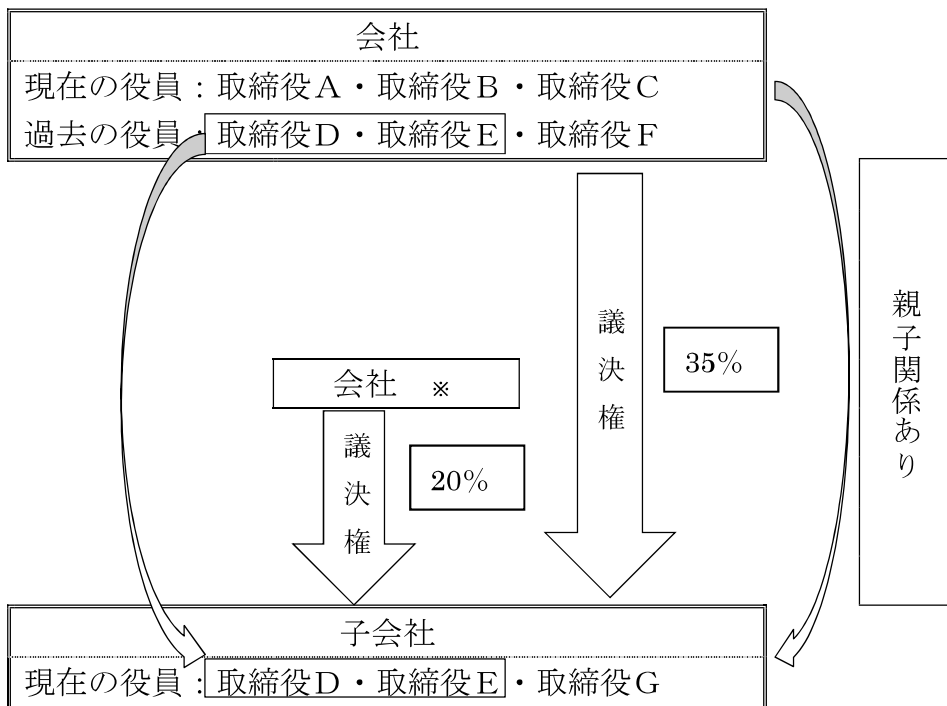 会社
現在の役員：取締役A・取締役B・取締役C
過去の役員：取締役D・取締役E・取締役F
議決権
35%
親子関係あり
会社 ※
議決権
20%
子会社
現在の役員：取締役D・取締役E・取締役G